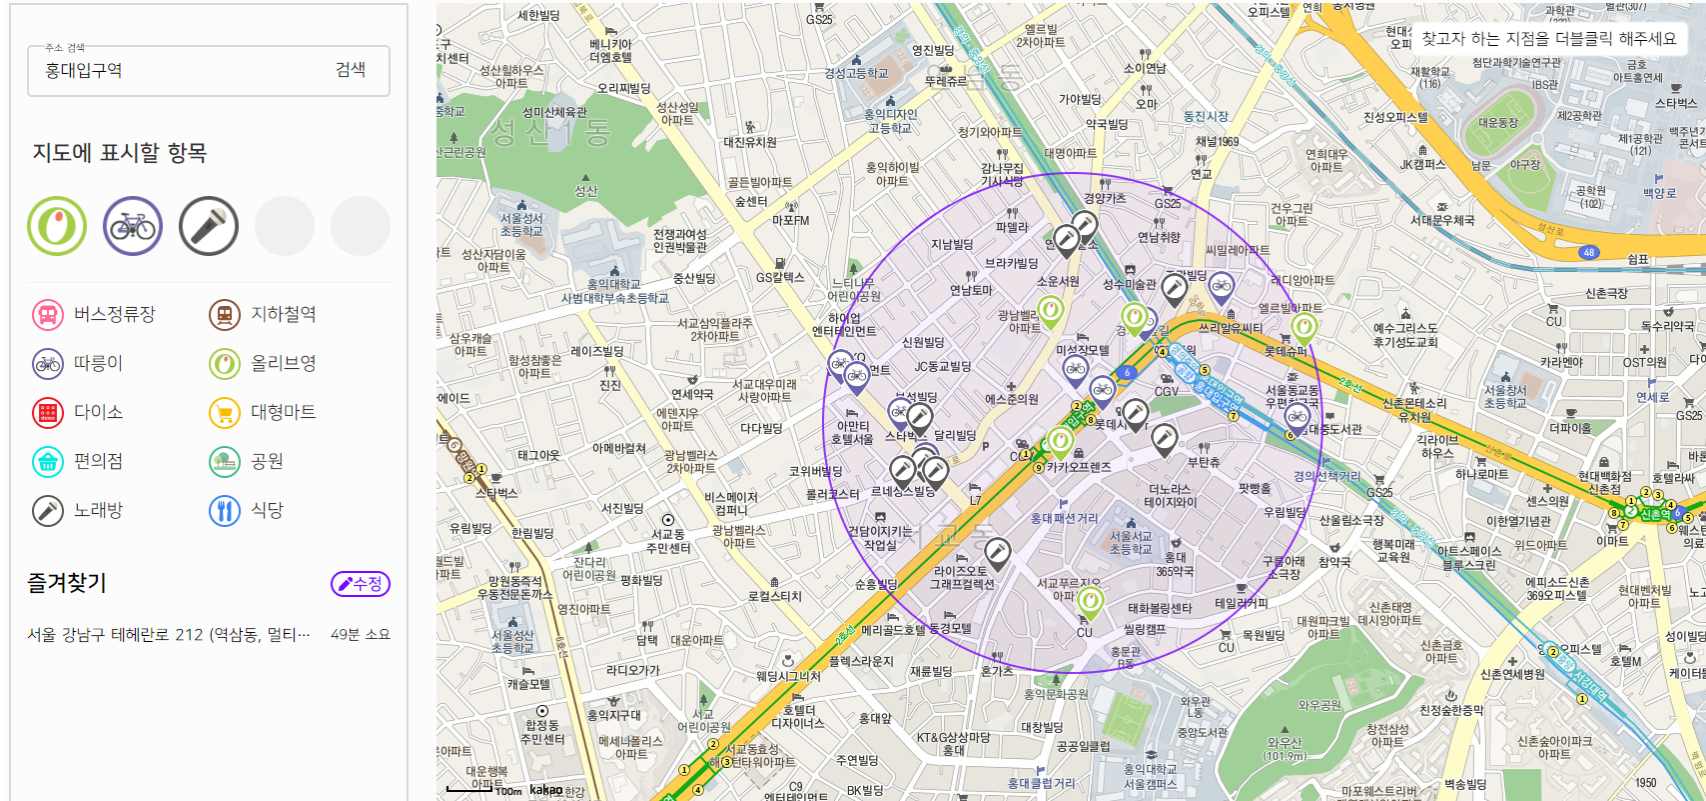 주소 검색
홍대입구역
검색
지도에 표시할 항목
버스정류장
지하철역
따릉이
올리브영
다이소
대형마트
편의점
공원
노래방
식당
즐겨찾기
수정
서울 강남구 테헤란로 212 (역삼동, 멀티…
49분 소요
찾고자 하는 지점을 더블클릭 해주세요
세한빌딩
GS25
베니키아
더엠호텔
영진빌딩
엘르빌
2차아파트
경성고등학교
뚜레쥬르
소이연남
성산힐하우스
아파트
오리찌빌딩
가야빌딩
오마
재활학교
(116)
첨단과학기술연구관
IBS관
금호
아트홀연세
스타벅스
성미산체육관
성산성일
아파트
홍익디자인
고등학교
약국빌딩
동진시장
진성오피스텔
대운동장
제2공학관
제1공학관
(121)
대진유치원
청기와아파트
채널1969
대명아파트
감나무집
기사식당
연희대우
아파트
JK캠퍼스
남문
야구장
성산
골든빌아파트
홍익하이빌
아파트
연교
공학원
(102)
백양로
숲센터
마포FM
경양카츠
GS25
건우그린
아파트
서대문우체국
서울성서
초등학교
전쟁과여성
인권박물관
파델라
연남취향
성산로
48
쉼표
성산자담이움
아파트
지남빌딩
씨밀레아파트
홍익대학교
사범대학부속초등학교
중산빌딩
GS칼텍스
브라카빌딩
소운서원
성수미술관
래디앙아파트
신촌극장
느티나무
어린이공원
연남토마
엘르빌아파트
CU
독수리약국
삼우캐슬
아파트
서교삼익플라주
2차아파트
하이업
엔터테인먼트
광남벨라
아파트
쓰리알유씨티
예수그리스도
후기성도교회
함성참좋은
아파트
레이즈빌딩
신원빌딩
미성장모텔
롯데슈퍼
카라멘야
OST의원
진진
연세약국
서교대우미래
사랑아파트
JC동교빌딩
6
CGV
서울동교동
우편취급국
서울창서
초등학교
연세로
에덴지우
아파트
에스준의원
신촌몬테소리
유치원
GS25
다다빌딩
아만티
호텔서울
달리빌딩
P
더파이홀
태그아웃
아메바컬쳐
광남벨라스
2차아파트
코위버빌딩
카카오프렌즈
부탄츄
긱라이브
하우스
현대백화점
신촌점
호텔라싸
스타벅스
비스메이저
컴퍼니
롤러코스터
르네상스빌딩
L7
더노라스
테이지와이
팟빵홀
경의선책거리
GS25
하나로마트
센스의원
신촌역
유림빌딩
한림빌딩
서진빌딩
서교동
주민센터
광남벨라스
아파트
건담이지키는
작업실
홍대패션거리
우림빌딩
산울림소극장
이한열기념관
이마트
서울서교
초등학교
행복미래
교육원
아트스페이스
블루스크린
위드아파트
잔다리
어린이공원
홍대
365약국
구름아래
소극장
참약국
망원동즉석
우동전문돈까스
평화빌딩
로컬스티치
순흥빌딩
라이즈오토
그래프컬렉션
서교푸르지오
아파트
에피소드신촌
369오피스텔
현대벤처빌
아파트
영진아파트
CU
태화볼링센타
테일러커피
신촌태영
데시앙아파트
서울성산
초등학교
담택
대운아파트
2호선
메리골드호텔
동경모텔
씰링캠프
목원빌딩
CU
대원파크빌
아파트
신촌금호
아파트
성이빌딩
라디오가가
플렉스라운지
재류빌딩
혼가츠
홍문관
R동
호텔M
캐슬모텔
웨딩시그니처
홍익문화공원
신촌연세병원
서강대역
합정동
주민센터
홍익지구대
서교
어린이공원
호텔더
디자이너스
홍대앞
대창빌딩
와우관
L동
와우공원
친정집한증막
메세나폴리스
아파트
서교동효성
KT&G상상마당
홍대
공공일클럽
중앙도서관
와우산
(101.9m)
창전삼성
아파트
신촌숲아이파크
아파트
대운행복
아파트
C9
엔터테인먼트
주연빌딩
BK빌딩
홍대클럽거리
홍익대학교
서울캠퍼스
벽송빌딩
1950
마포웨스트리버
100m kakao